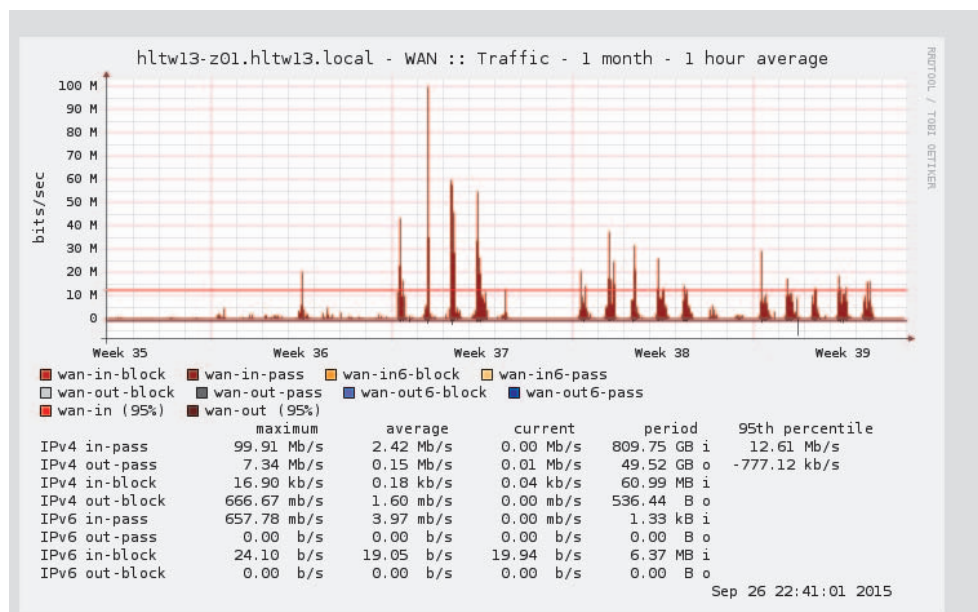 hltw13-z01.hltw13.local - WAN :: Traffic - 1 month - 1 hour average
RRDTOOL / TOBI OETIKER
bits/sec
100 M
90 M
80 M
70 M
60 M
50 M
40 M
30 M
20 M
10 M
0
Week 35 Week 36 Week 37 Week 38 Week 39
wan-in-block wan-in-pass wan-in6-block wan-in6-pass
wan-out-block wan-out-pass wan-out6-block wan-out6-pass
wan-in (95%) wan-out (95%)
maximum average current period 95th percentile
IPv4 in-pass 99.91 Mb/s 2.42 Mb/s 0.00 Mb/s 809.75 GB i 12.61 Mb/s
IPv4 out-pass 7.34 Mb/s 0.15 Mb/s 0.01 Mb/s 49.52 GB o -777.12 kb/s
IPv4 in-block 16.90 kb/s 0.18 kb/s 0.04 kb/s 60.99 MB i
IPv4 out-block 666.67 mb/s 1.60 mb/s 0.00 mb/s 536.44 B o
IPv6 in-pass 657.78 mb/s 3.97 mb/s 0.00 mb/s 1.33 kB i
IPv6 out-pass 0.00 b/s 0.00 b/s 0.00 b/s 0.00 B o
IPv6 in-block 24.10 b/s 19.05 b/s 19.94 b/s 6.37 MB i
IPv6 out-block 0.00 b/s 0.00 b/s 0.00 b/s 0.00 B o
Sep 26 22:41:01 2015